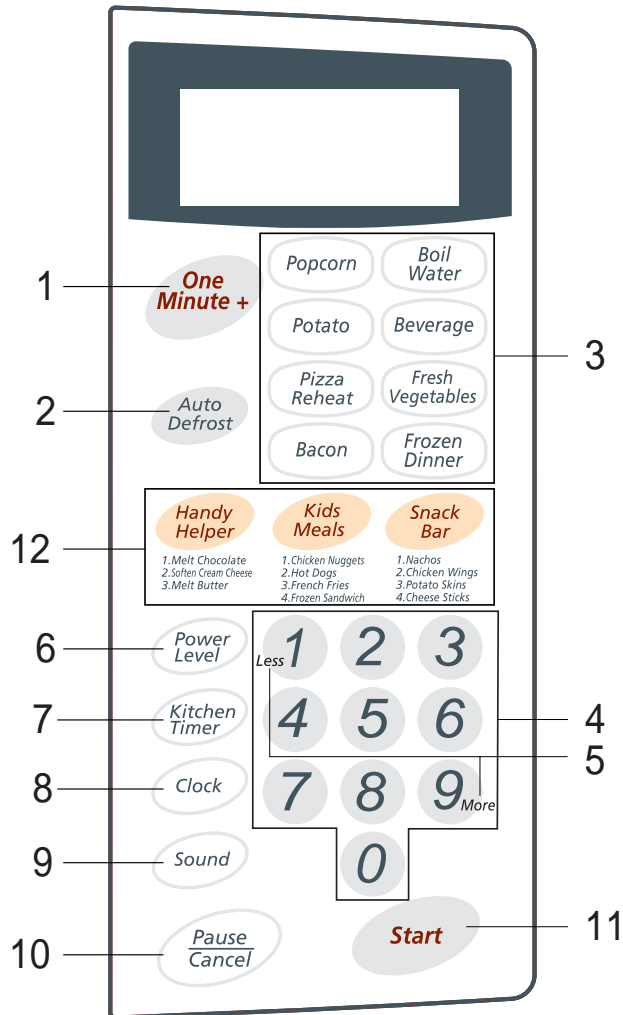 Popcorn
Boil
Water
1
One
Minute +
Potato
Beverage
3
Pizza
Reheat
Fresh
Vegetables
2
Auto
Defrost
Bacon
Frozen
Dinner
12
Handy
Helper
1.Melt Chocolate
2.Soften Cream Cheese
3.Melt Butter
Kids
Meals
1.Chicken Nuggets
2.Hot Dogs
3.French Fries
4.Frozen Sandwich
Snack
Bar
1.Nachos
2.Chicken Wings
3.Potato Skins
4.Cheese Sticks
6
Power
Level
Less
1 2 3
7
Kitchen
Timer
4 5 6
4
5
8
Clock
7 8 9
More
9
Sound
0
10
Pause
Cancel
Start
11